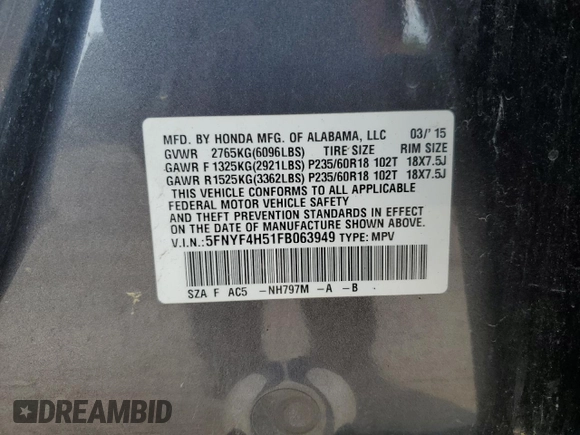 MFD. BY HONDA MFG. OF ALABAMA, LLC 03/'15
GVWR 2765KG(6096LBS) TIRE SIZE RIM SIZE
GAWR F 1325KG(2921LBS) P235/60R18 102T 18X7.5J
GAWR R 1525KG(3362LBS) P235/60R18 102T 18X7.5J
THIS VEHICLE CONFORMS TO ALL APPLICABLE
FEDERAL MOTOR VEHICLE SAFETY
AND THEFT PREVENTION STANDARDS IN EFFECT
ON THE DATE OF MANUFACTURE SHOWN ABOVE.
V.I.N.:5FNYF4H51FB063949 TYPE: MPV
SZA F AC5 -NH797M -A -B
DREAMBID